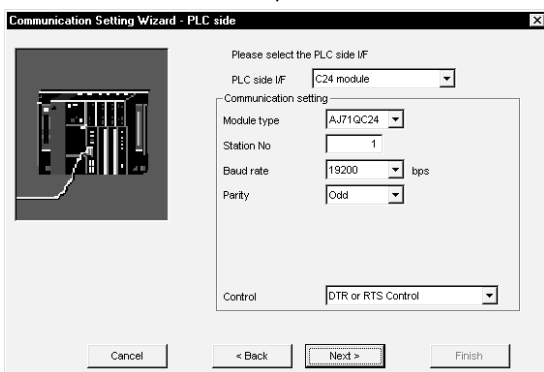 Communication Setting Wizard - PLC side
Please select the PLC side I/F
PLC side I/F C24 module
Communication setting
Module type AJ71QC24
Station No 1
Baud rate 19200 bps
Parity Odd
Control DTR or RTS Control
Cancel < Back Next > Finish